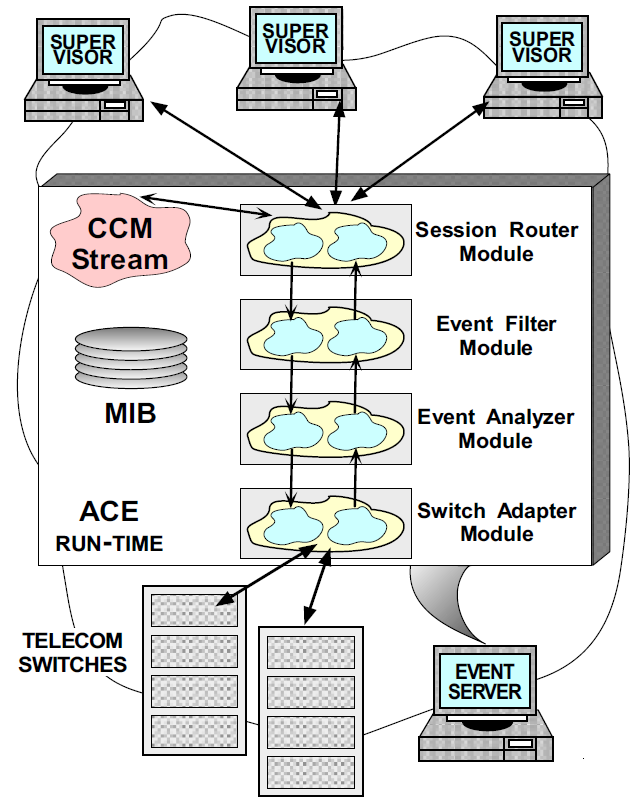 SUPER
VISOR
SUPER
VISOR
SUPER
VISOR
CCM
Stream
Session Router
Module
Event Filter
Module
MIB
Event Analyzer
Module
ACE
RUN-TIME
Switch Adapter
Module
TELECOM
SWITCHES
EVENT
SERVER